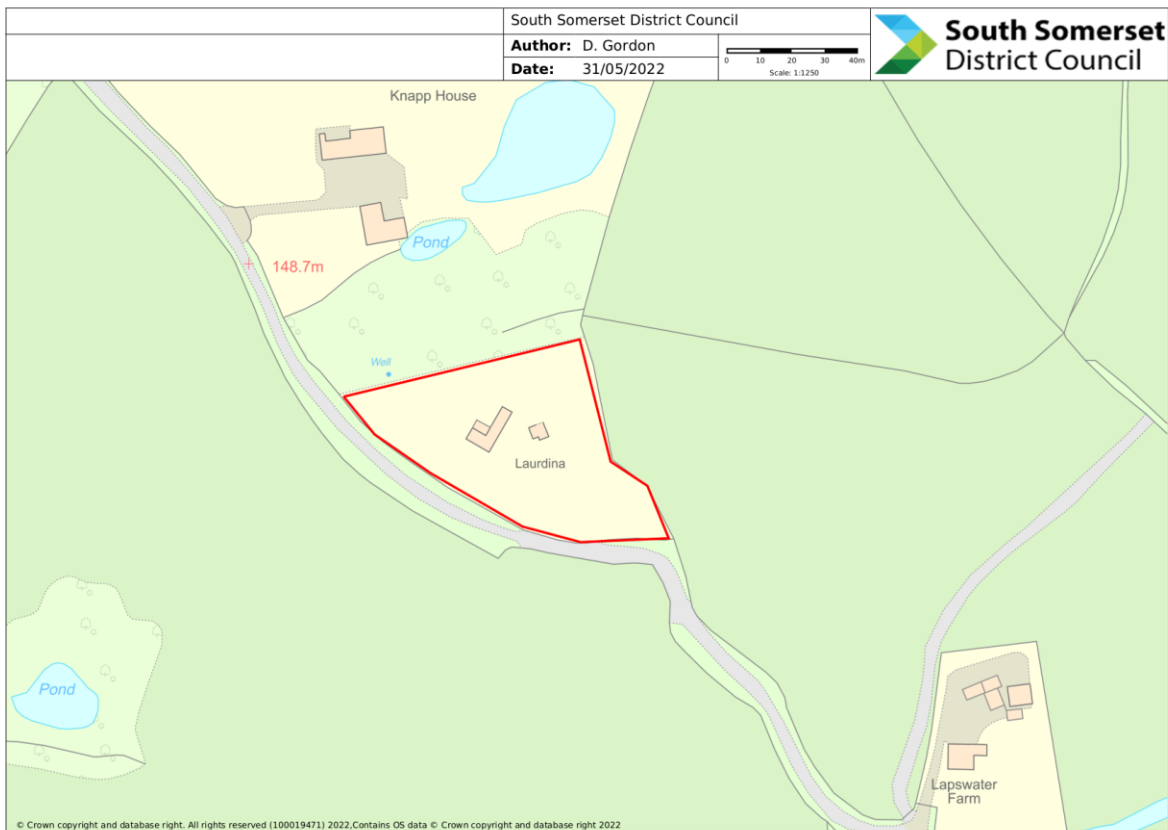 South Somerset District Council
Author: D. Gordon
Date: 31/05/2022
0 10 20 30 40m
Scale: 1:1250
South Somerset
District Council
Knapp House
Pond
148.7m
Well
Laurdina
Pond
Lapswater
Farm
© Crown copyright and database right. All rights reserved (100019471) 2022,Contains OS data © Crown copyright and database right 2022